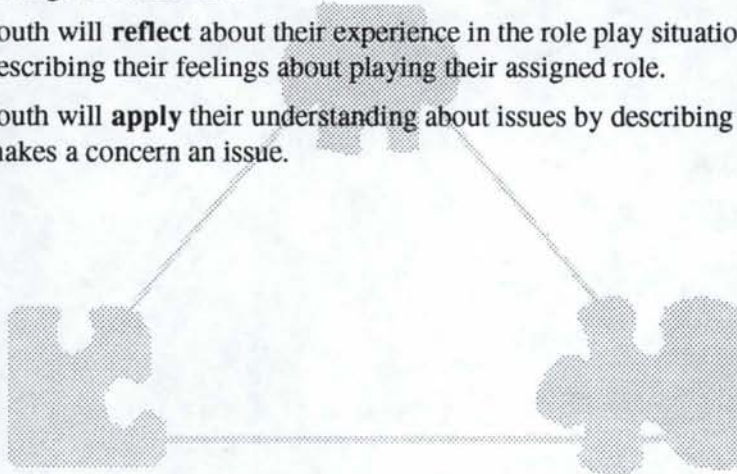 outh will reflect about their experience in the role play situatio
escribing their feelings about playing their assigned role.
outh will apply their understanding about issues by describing
nakes a concern an issue.